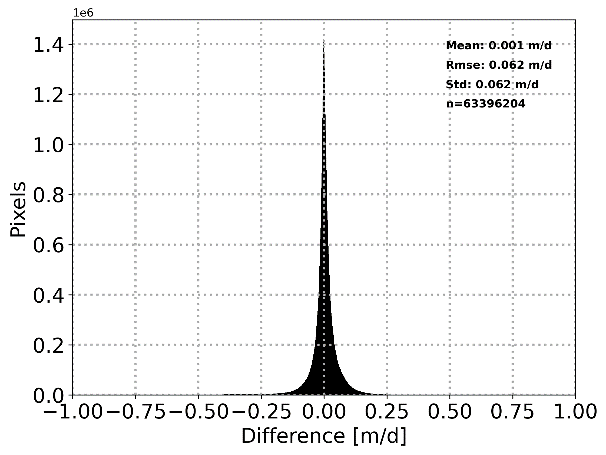 1e6
Mean: 0.001 m/d
Rmse: 0.062 m/d
Std: 0.062 m/d
n=63396204
1.4
1.2
1.0
0.8
0.6
0.4
0.2
0.0
Pixels
−1.00 −0.75 −0.50 −0.25 0.00 0.25 0.50 0.75 1.00
Difference [m/d]